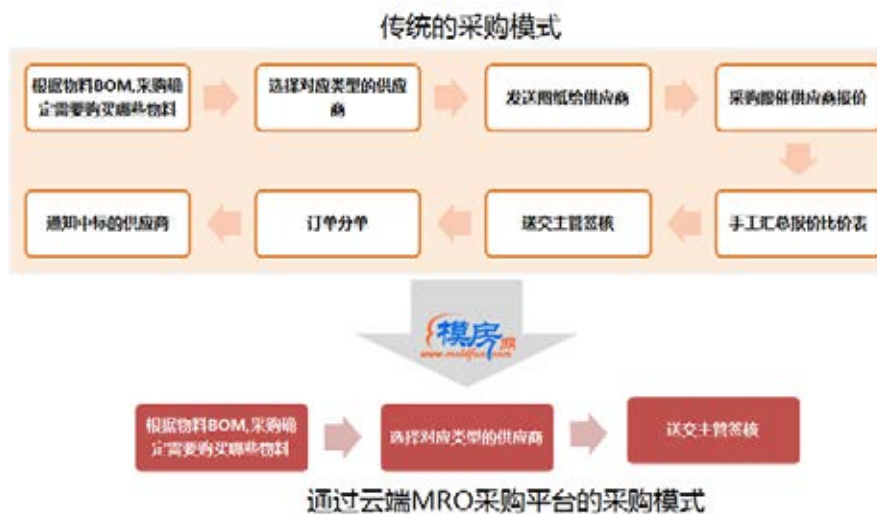 传统的采购模式
根据物料BOM,采购确
定需要购买哪些物料
选择对应类型的供应
商
发送图纸给供应商
采购跟催供应商报价
手工汇总报价比价表
送交主管签核
订单分单
通知中标的供应商
模房网
www.moldfun.com
根据物料BOM,采购确
定需要购买哪些物料
选择对应类型的供应商
送交主管签核
通过云端MRO采购平台的采购模式